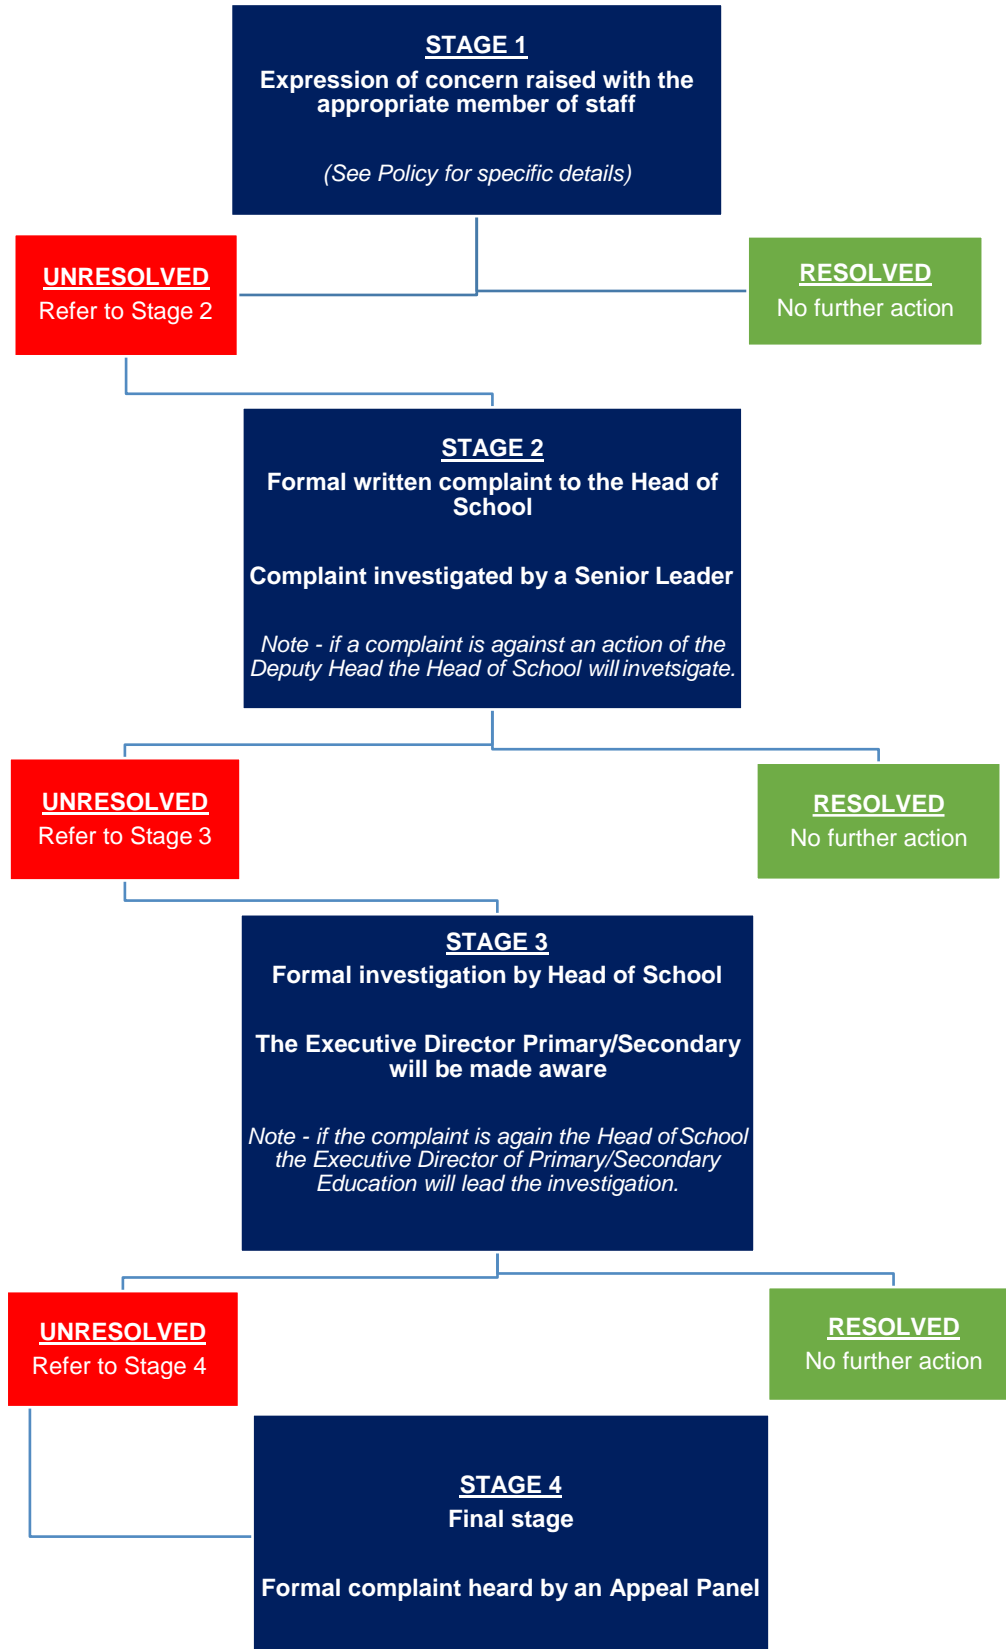 STAGE 1
Expression of concern raised with the
appropriate member of staff
(See Policy for specific details)
UNRESOLVED
Refer to Stage 2
RESOLVED
No further action
STAGE 2
Formal written complaint to the Head of
School
Complaint investigated by a Senior Leader
Note - if a complaint is against an action of the
Deputy Head the Head of School will invetsigate.
UNRESOLVED
Refer to Stage 3
RESOLVED
No further action
STAGE 3
Formal investigation by Head of School
The Executive Director Primary/Secondary
will be made aware
Note - if the complaint is again the Head of School
the Executive Director of Primary/Secondary
Education will lead the investigation.
UNRESOLVED
Refer to Stage 4
RESOLVED
No further action
STAGE 4
Final stage
Formal complaint heard by an Appeal Panel